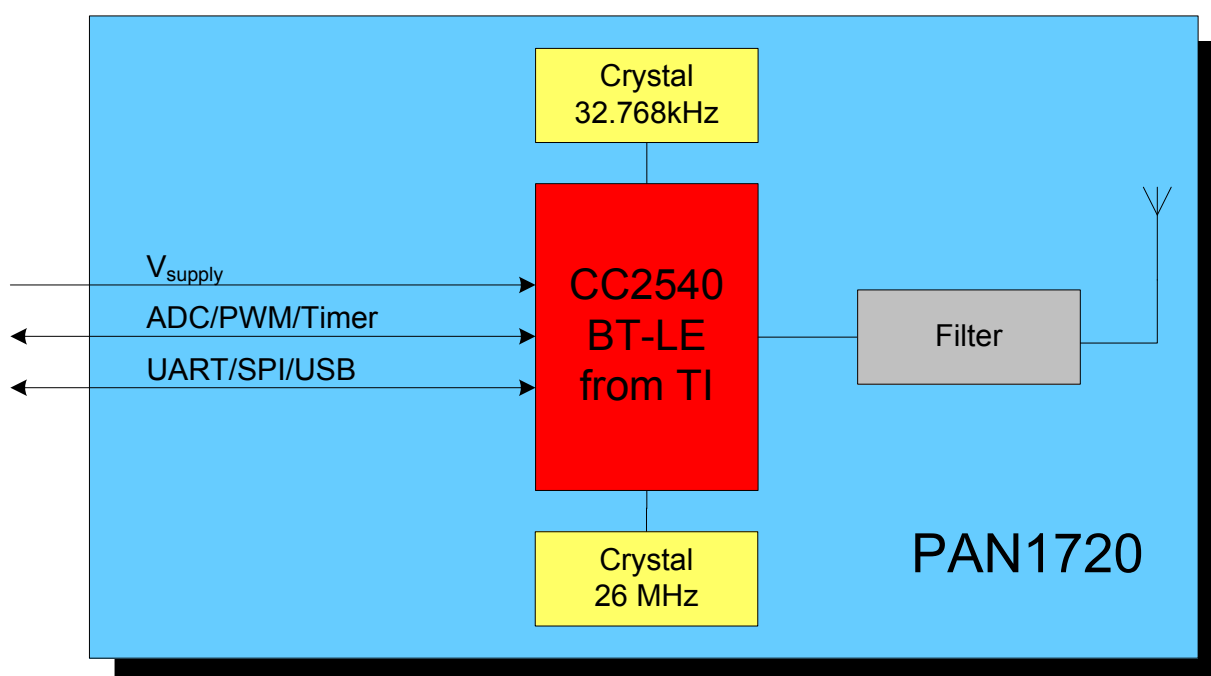 Crystal
32.768kHz
Vsupply
ADC/PWM/Timer
UART/SPI/USB
CC2540
BT-LE
from TI
Filter
Crystal
26 MHz
PAN1720